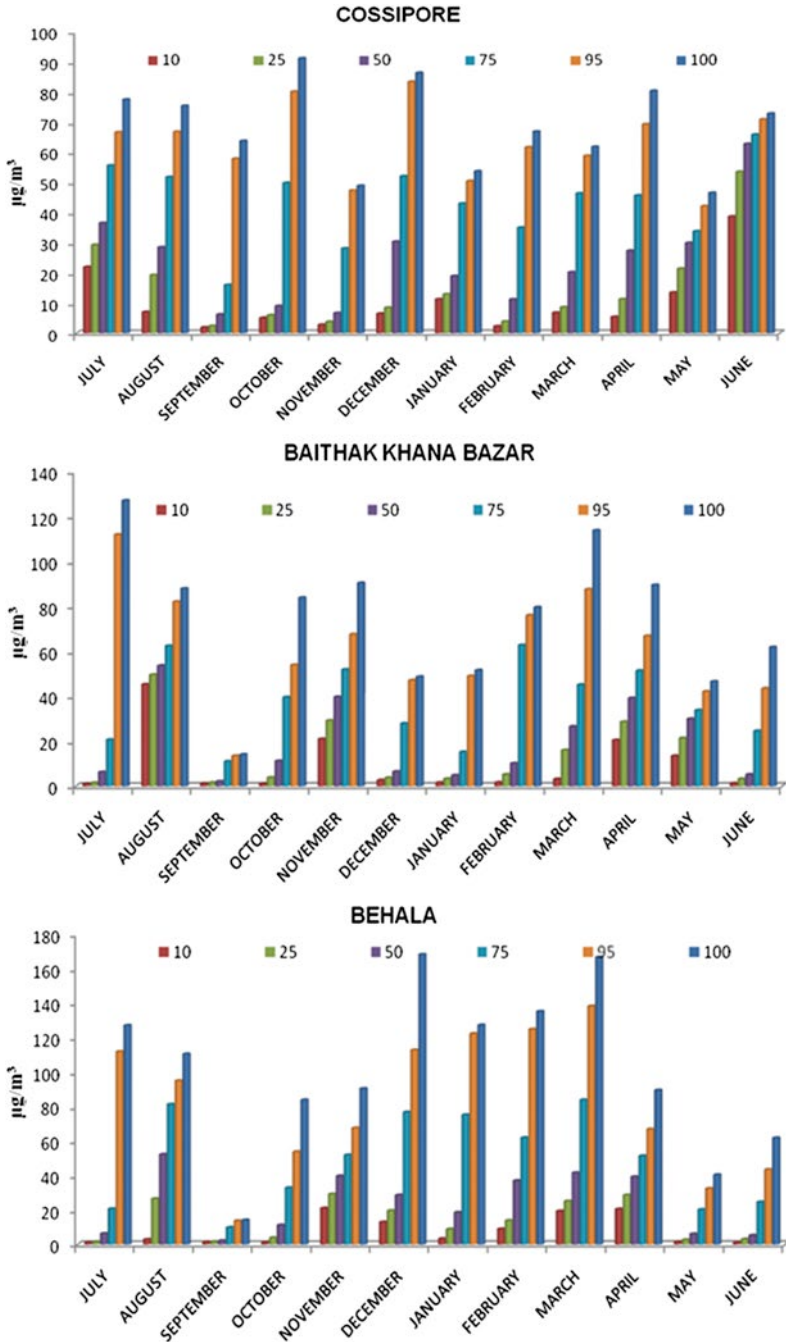 COSSIPORE
10 25 50 75 95 100
100
90
80
70
60
50
40
30
20
10
0
µg/m³
JULY
AUGUST
SEPTEMBER
OCTOBER
NOVEMBER
DECEMBER
JANUARY
FEBRUARY
MARCH
APRIL
MAY
JUNE
BAITHAK KHANA BAZAR
10 25 50 75 95 100
140
120
100
80
60
40
20
0
µg/m³
JULY
AUGUST
SEPTEMBER
OCTOBER
NOVEMBER
DECEMBER
JANUARY
FEBRUARY
MARCH
APRIL
MAY
JUNE
BEHALA
10 25 50 75 95 100
180
160
140
120
100
80
60
40
20
0
µg/m³
JULY
AUGUST
SEPTEMBER
OCTOBER
NOVEMBER
DECEMBER
JANUARY
FEBRUARY
MARCH
APRIL
MAY
JUNE